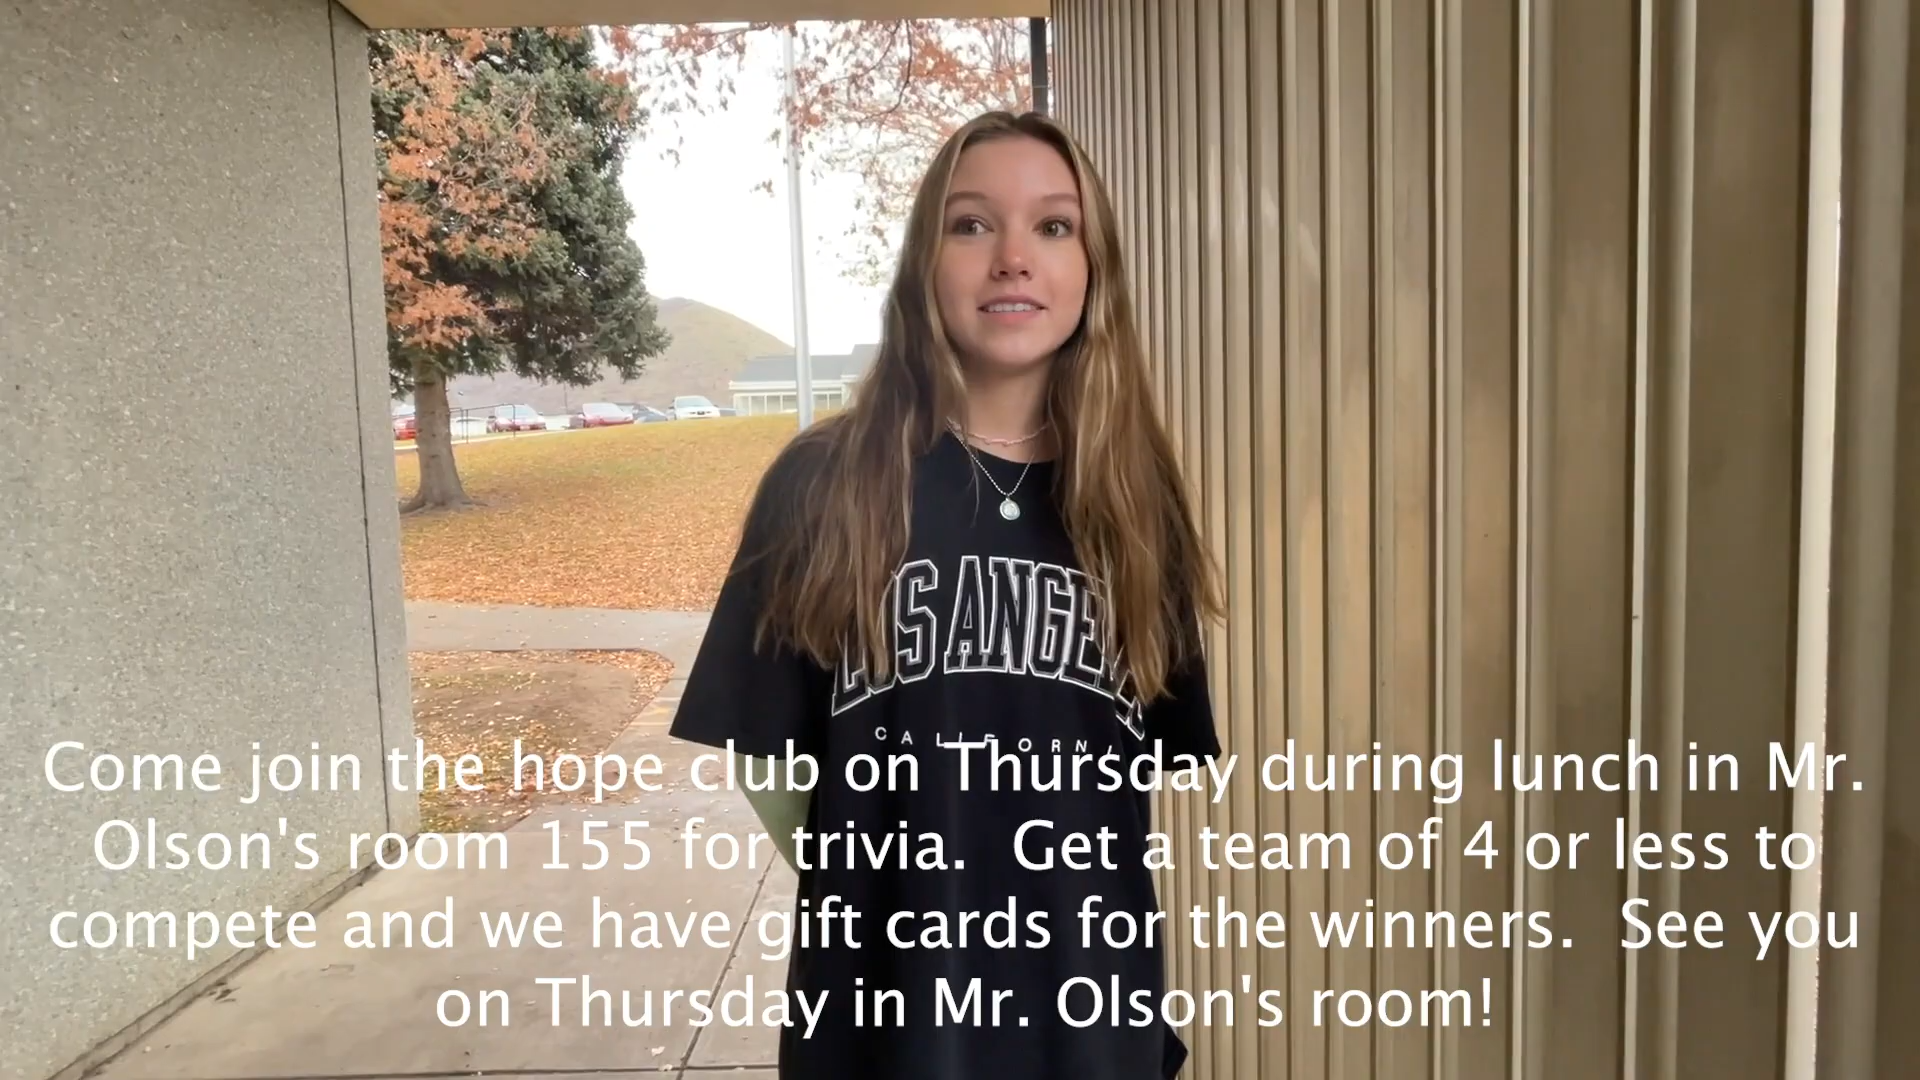 LOS ANGEL
CALIFORNI
Come join the hope club on Thursday during lunch in Mr.
Olson's room 155 for trivia.  Get a team of 4 or less to
compete and we have gift cards for the winners.  See you
on Thursday in Mr. Olson's room!